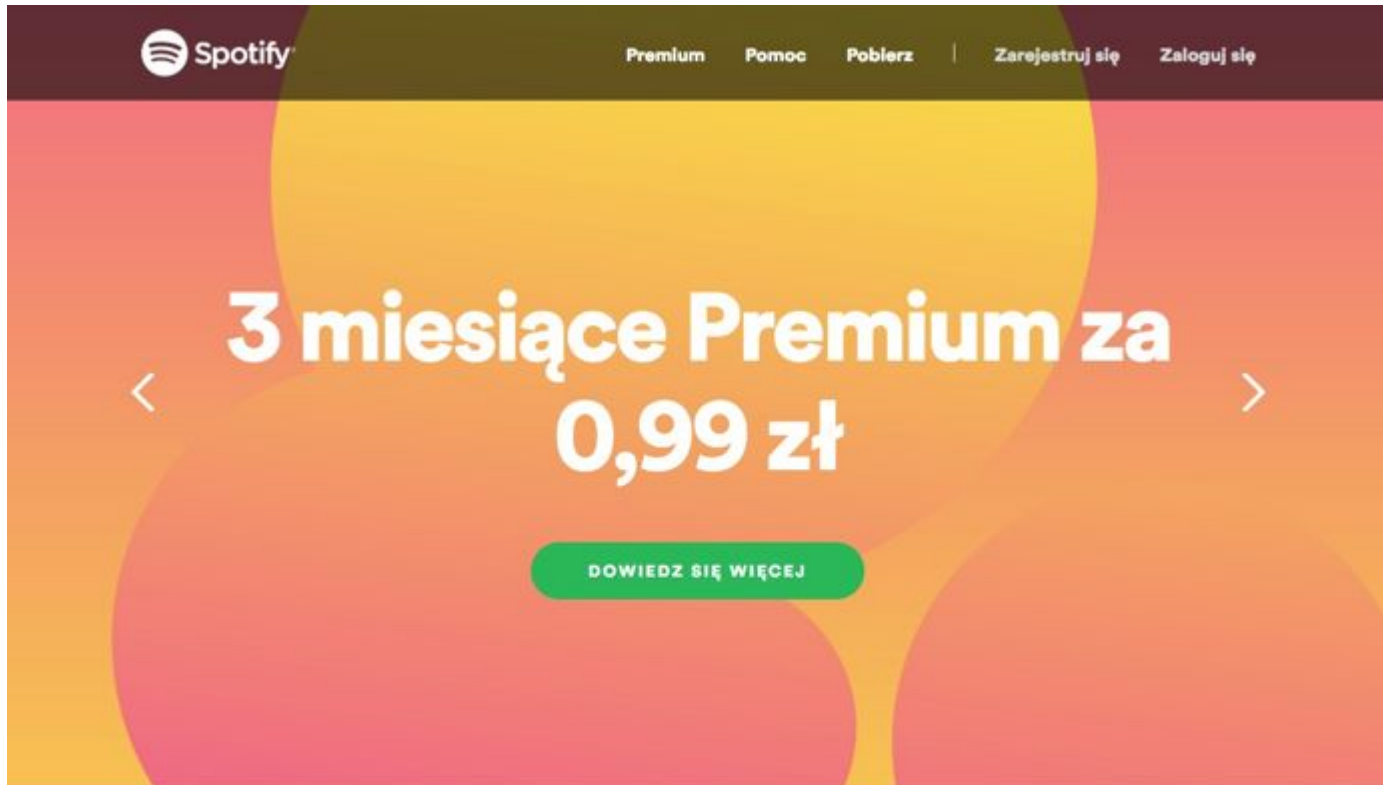 Spotify
Premium Pomoc Pobierz | Zarejestruj się Zaloguj się
3 miesiące Premium za
0,99 zł
DOWIEDZ SIĘ WIĘCEJ